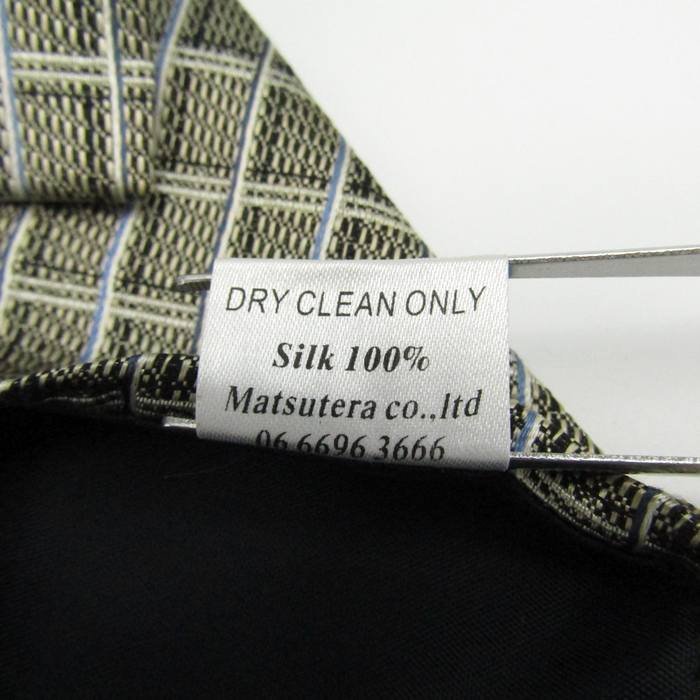 DRY CLEAN ONLY
Silk 100%
Matsutera co.,ltd
06 6696 3666